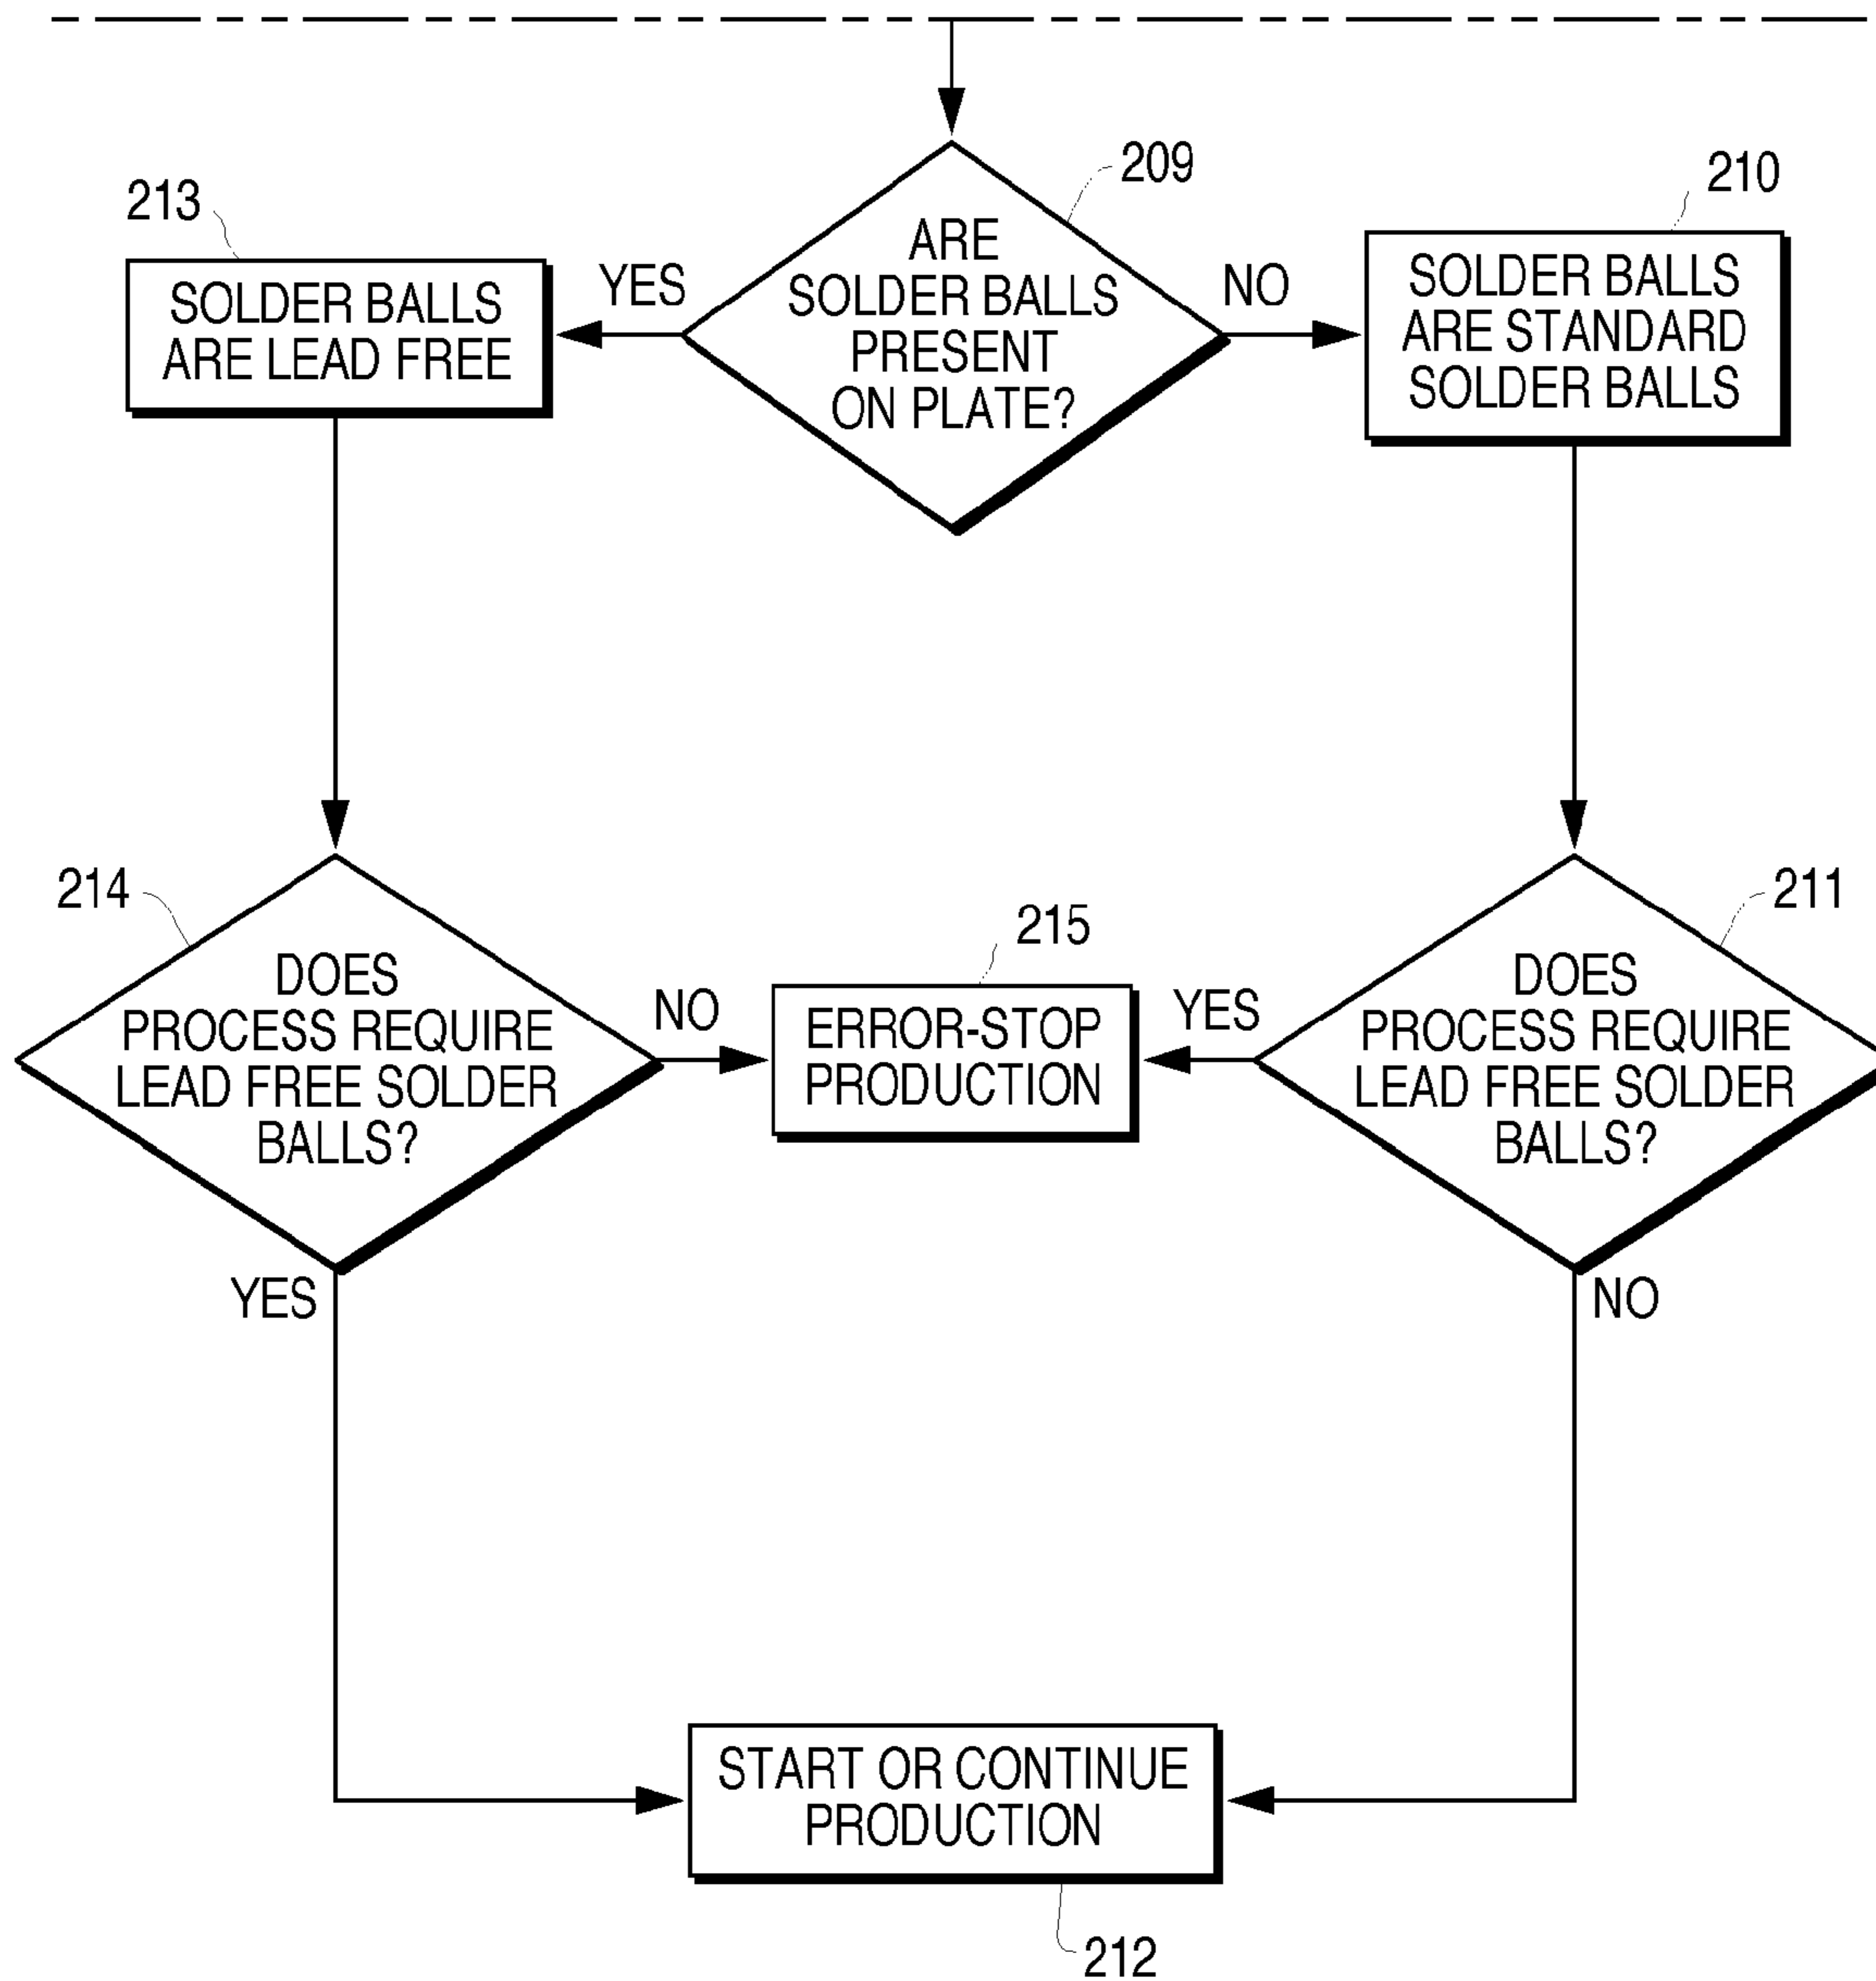 209
ARE
SOLDER BALLS
PRESENT
ON PLATE?
YES
NO
213
SOLDER BALLS
ARE LEAD FREE
210
SOLDER BALLS
ARE STANDARD
SOLDER BALLS
214
DOES
PROCESS REQUIRE
LEAD FREE SOLDER
BALLS?
NO
YES
215
ERROR-STOP
PRODUCTION
YES
211
DOES
PROCESS REQUIRE
LEAD FREE SOLDER
BALLS?
NO
START OR CONTINUE
PRODUCTION
212